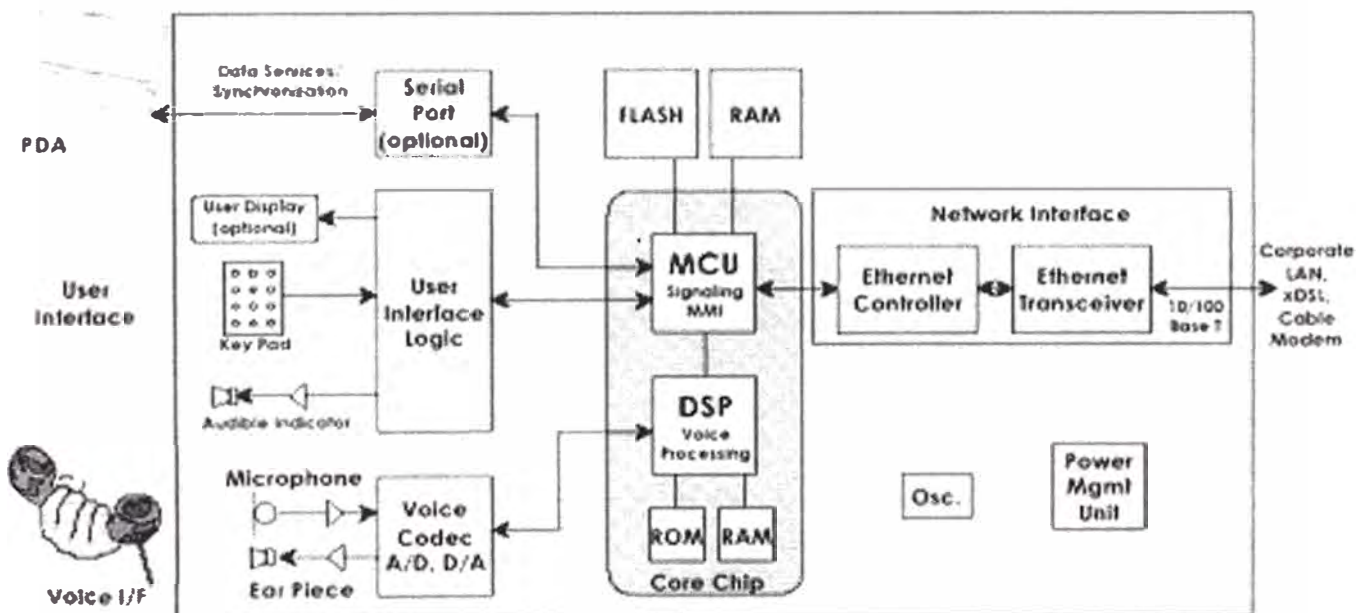 Data Services/
Synchronization
PDA
Serial
Port
(optional)
FLASH
RAM
User Display
(optional)
User
Interface
Key Pad
Audible Indicator
User
Interface
Logic
MCU
Signaling
MMI
Network Interface
Ethernet
Controller
Ethernet
Transceiver
10/100
Base T
Corporate
LAN,
xDSL,
Cable
Modem
DSP
Voice
Processing
ROM
RAM
Core Chip
Microphone
Ear Piece
Voice
Codec
A/D, D/A
Voice I/F
Osc.
Power
Mgmt
Unit